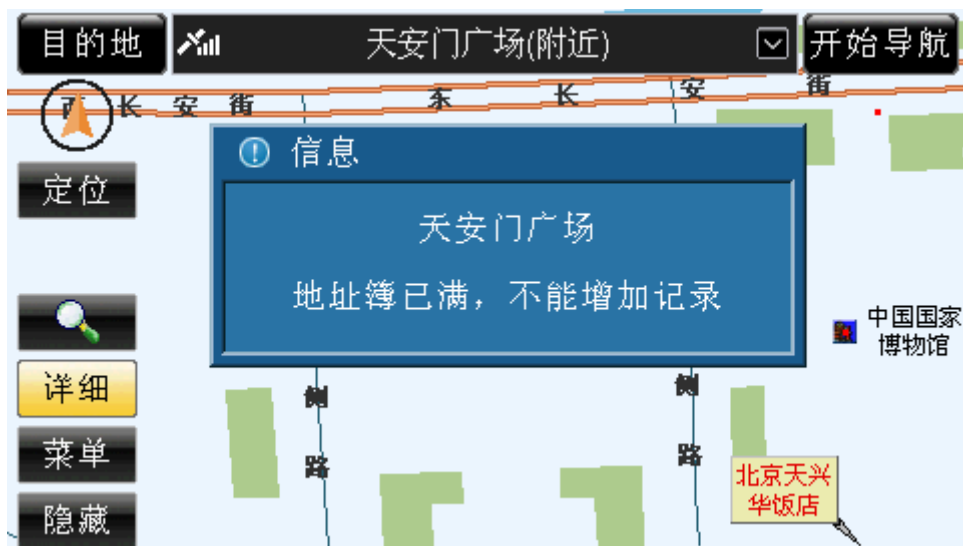 目的地
天安门广场(附近)
开始导航
西长安街
东长安街
定位
信息
天安门广场
地址簿已满，不能增加记录
中国国家
博物馆
详细
侧路
侧路
菜单
北京天兴
华饭店
隐藏